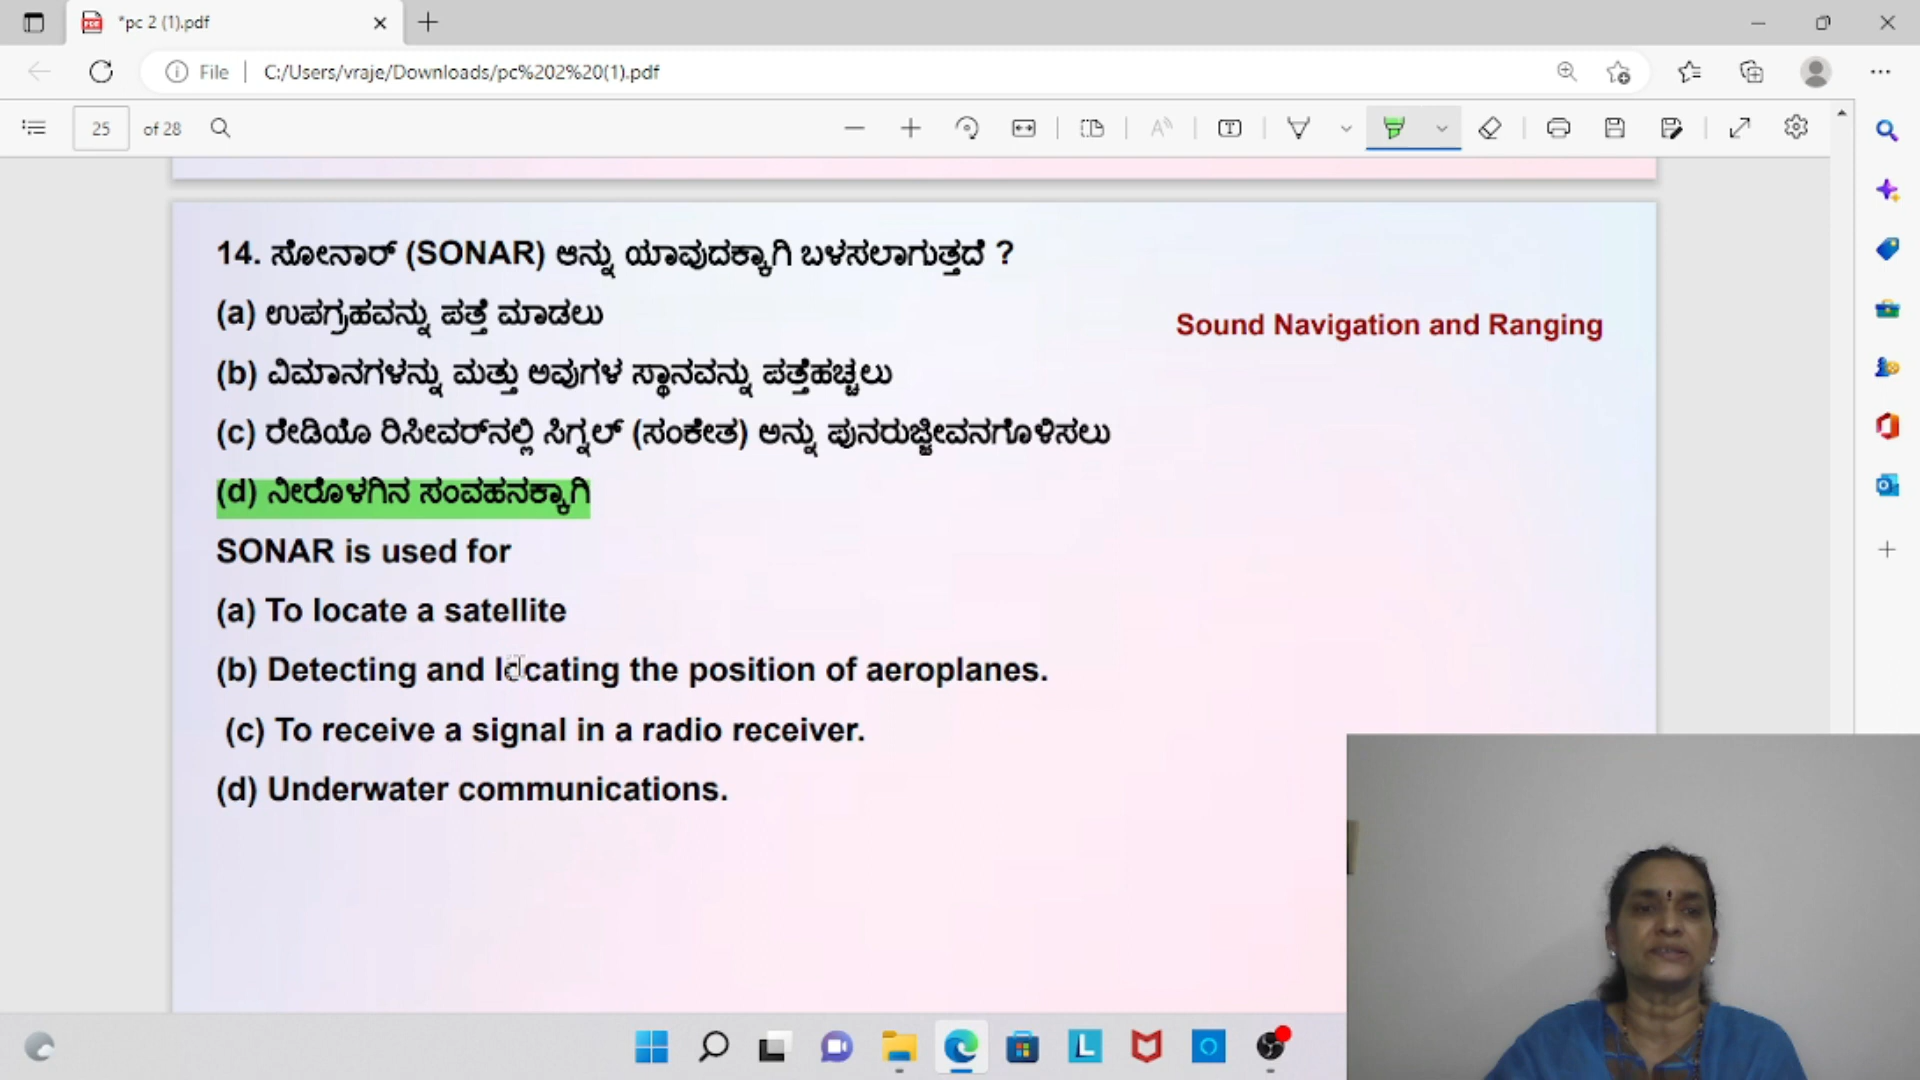 *pc 2 (1).pdf
File
C:/Users/vraje/Downloads/pc%202%20(1).pdf
25 of 28
14. ಸೋನಾರ್ (SONAR) ಆನ್ನು ಯಾವುದಕ್ಕಾಗಿ ಬಳಸಲಾಗುತ್ತದೆ ?
(a) ಉಪಗ್ರಹವನ್ನು ಪತ್ತೆ ಮಾಡಲು
Sound Navigation and Ranging
(b) ವಿಮಾನಗಳನ್ನು ಮತ್ತು ಅವುಗಳ ಸ್ಥಾನವನ್ನು ಪತ್ತೆಹಚ್ಚಲು
(c) ರೇಡಿಯೊ ರಿಸೀವರ್‌ನಲ್ಲಿ ಸಿಗ್ನಲ್ (ಸಂಕೇತ) ಅನ್ನು ಪುನರುಜ್ಜೀವನಗೊಳಿಸಲು
(d) ನೀರೊಳಗಿನ ಸಂವಹನಕ್ಕಾಗಿ
SONAR is used for
(a) To locate a satellite
(b) Detecting and locating the position of aeroplanes.
(c) To receive a signal in a radio receiver.
(d) Underwater communications.